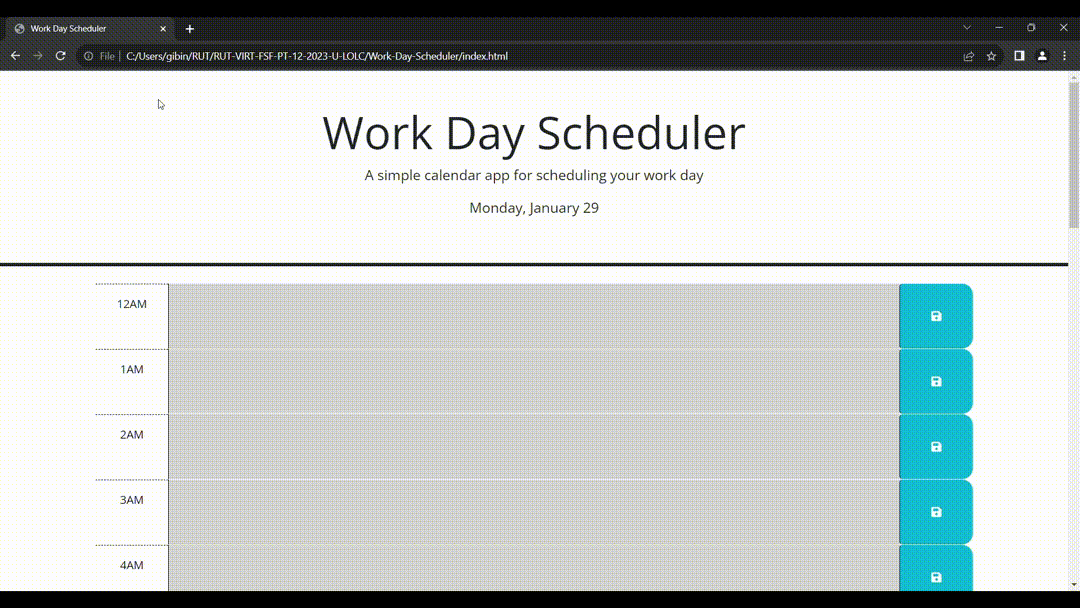 Work Day Scheduler
File | C:/Users/gibin/RUT/RUT-VIRT-FSF-PT-12-2023-U-LOLC/Work-Day-Scheduler/index.html
Work Day Scheduler
A simple calendar app for scheduling your work day
Monday, January 29
12AM
1AM
2AM
3AM
4AM